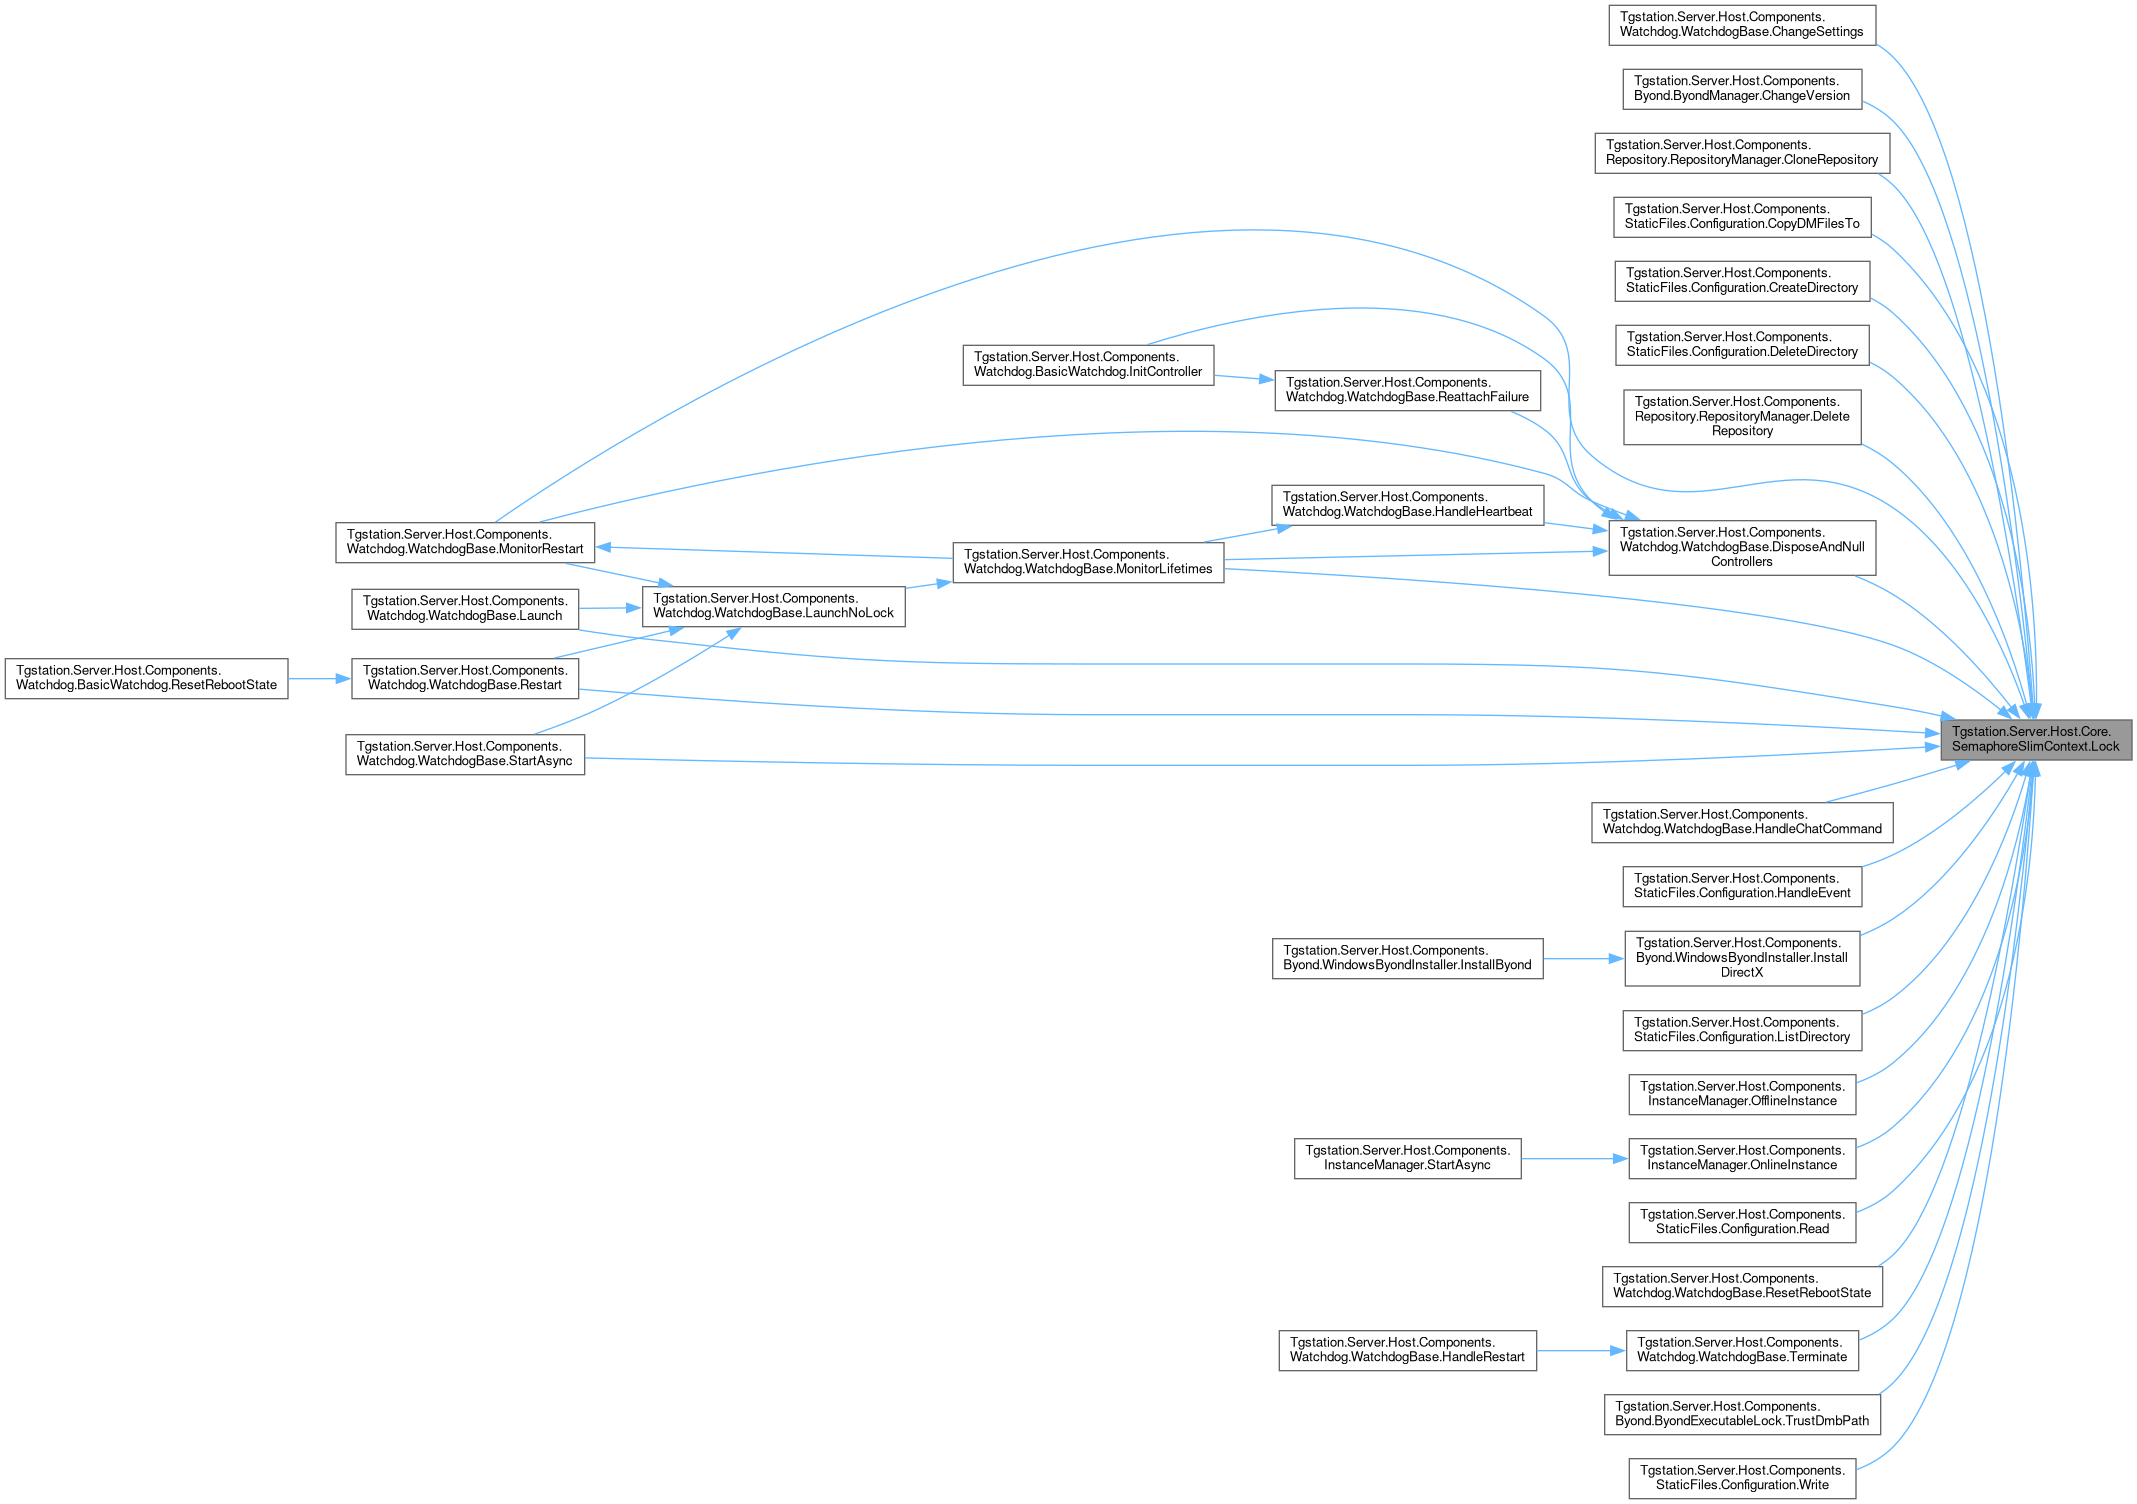 Tgstation.Server.Host.Components.
Watchdog.WatchdogBase.ChangeSettings
Tgstation.Server.Host.Components.
Byond.ByondManager.ChangeVersion
Tgstation.Server.Host.Components.
Repository.RepositoryManager.CloneRepository
Tgstation.Server.Host.Components.
StaticFiles.Configuration.CopyDMFilesTo
Tgstation.Server.Host.Components.
StaticFiles.Configuration.CreateDirectory
Tgstation.Server.Host.Components.
StaticFiles.Configuration.DeleteDirectory
Tgstation.Server.Host.Components.
Watchdog.BasicWatchdog.InitController
Tgstation.Server.Host.Components.
Watchdog.WatchdogBase.ReattachFailure
Tgstation.Server.Host.Components.
Repository.RepositoryManager.Delete
Repository
Tgstation.Server.Host.Components.
Watchdog.WatchdogBase.HandleHeartbeat
Tgstation.Server.Host.Components.
Watchdog.WatchdogBase.MonitorRestart
Tgstation.Server.Host.Components.
Watchdog.WatchdogBase.DisposeAndNull
Controllers
Tgstation.Server.Host.Components.
Watchdog.WatchdogBase.MonitorLifetimes
Tgstation.Server.Host.Components.
Watchdog.WatchdogBase.LaunchNoLock
Tgstation.Server.Host.Components.
Watchdog.WatchdogBase.Launch
Tgstation.Server.Host.Components.
Watchdog.BasicWatchdog.ResetRebootState
Tgstation.Server.Host.Components.
Watchdog.WatchdogBase.Restart
Tgstation.Server.Host.Core.
SemaphoreSlimContext.Lock
Tgstation.Server.Host.Components.
Watchdog.WatchdogBase.StartAsync
Tgstation.Server.Host.Components.
Watchdog.WatchdogBase.HandleChatCommand
Tgstation.Server.Host.Components.
StaticFiles.Configuration.HandleEvent
Tgstation.Server.Host.Components.
Byond.WindowsByondInstaller.InstallByond
Tgstation.Server.Host.Components.
Byond.WindowsByondInstaller.Install
DirectX
Tgstation.Server.Host.Components.
StaticFiles.Configuration.ListDirectory
Tgstation.Server.Host.Components.
InstanceManager.OfflineInstance
Tgstation.Server.Host.Components.
InstanceManager.StartAsync
Tgstation.Server.Host.Components.
InstanceManager.OnlineInstance
Tgstation.Server.Host.Components.
StaticFiles.Configuration.Read
Tgstation.Server.Host.Components.
Watchdog.WatchdogBase.ResetRebootState
Tgstation.Server.Host.Components.
Watchdog.WatchdogBase.HandleRestart
Tgstation.Server.Host.Components.
Watchdog.WatchdogBase.Terminate
Tgstation.Server.Host.Components.
Byond.ByondExecutableLock.TrustDmbPath
Tgstation.Server.Host.Components.
StaticFiles.Configuration.Write